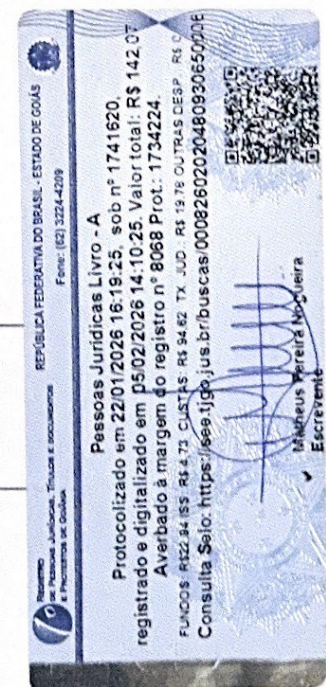 REGISTRO
DE PESSOAS JURÍDICAS, TÍTULOS E DOCUMENTOS
E PROTESTOS DE GOIÂNIA
REPÚBLICA FEDERATIVA DO BRASIL - ESTADO DE GOIÁS
Fone: (62) 3224-4209
Pessoas Jurídicas Livro - A
Protocolizado em 22/01/2026 16:19:25, sob nº 1741620,
registrado e digitalizado em 05/02/2026 14:10:25 Valor total: R$ 142,07
Averbado à margem do registro nº 8068 Prot.: 1734224.
FUNDOS: R$22.94 ISS: R$ 4.73 CUSTAS: R$ 94.62 TX. JUD.: R$ 19.78 OUTRAS DESP.: R$ 0
Consulta Selo: https://see.tjgo.jus.br/buscas/
Matheus Pereira Nogueira
Escrevente